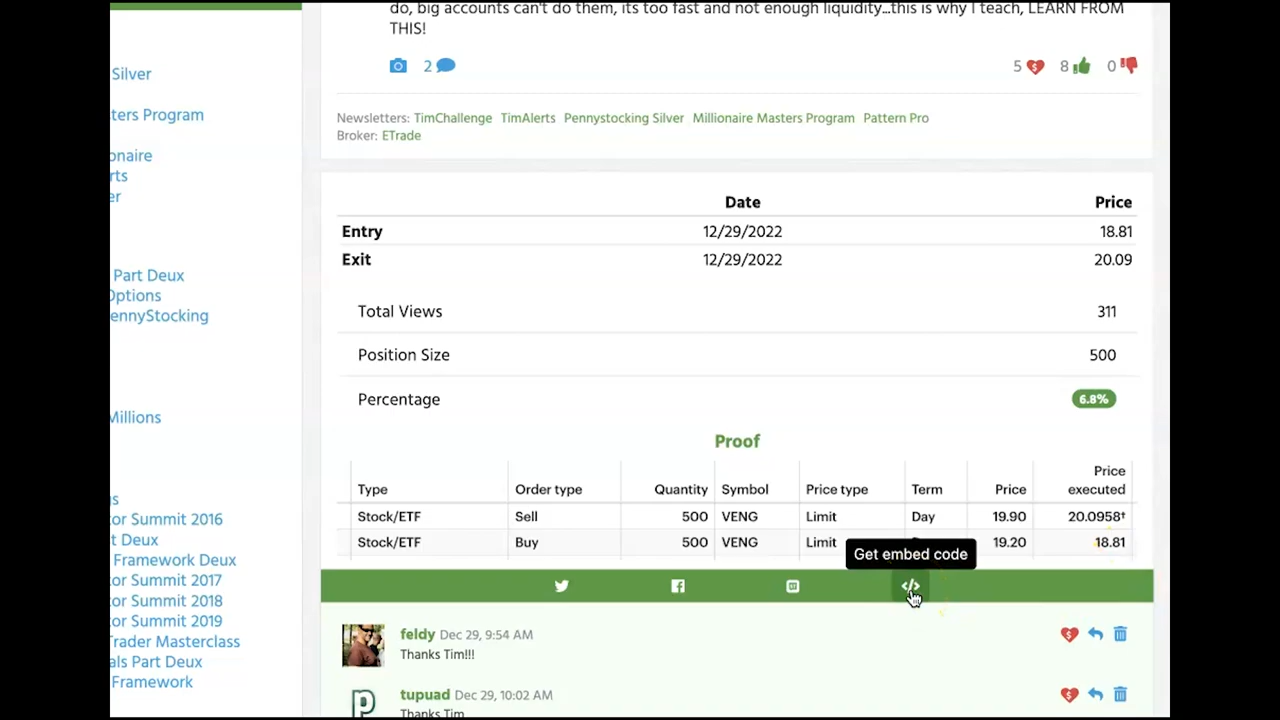 do, big accounts can't do them, its too fast and not enough liquidity...this is why I teach, LEARN FROM
THIS!
2
5
8
0
Newsletters: TimChallenge TimAlerts Pennystocking Silver Millionaire Masters Program Pattern Pro
Broker: ETrade
Silver
ters Program
onaire
rts
er
Part Deux
Options
ennyStocking
Millions
gs
tor Summit 2016
t Deux
Framework Deux
tor Summit 2017
tor Summit 2018
tor Summit 2019
Trader Masterclass
als Part Deux
Framework
Date Price
Entry 12/29/2022 18.81
Exit 12/29/2022 20.09
Total Views 311
Position Size 500
Percentage 6.8%
Proof
Type Order type Quantity Symbol Price type Term Price Price executed
Stock/ETF Sell 500 VENG Limit Day 19.90 20.0958†
Stock/ETF Buy 500 VENG Limit 19.20 18.81
Get embed code
feldy Dec 29, 9:54 AM
Thanks Tim!!!
tupuad Dec 29, 10:02 AM
Thanks Tim